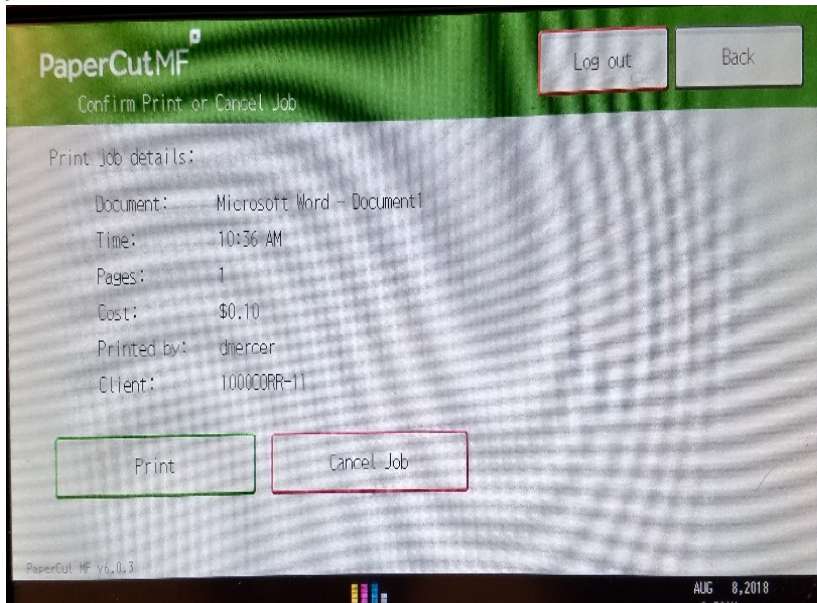 PaperCutMF
Log out
Back
Confirm Print or Cancel Job
Print job details:
Document: Microsoft Word - Document1
Time: 10:36 AM
Pages: 1
Cost: $0.10
Printed by: dmercer
Client: 1000CORR-11
Print
Cancel Job
PaperCut MF v6.0.3
AUG 8,2018